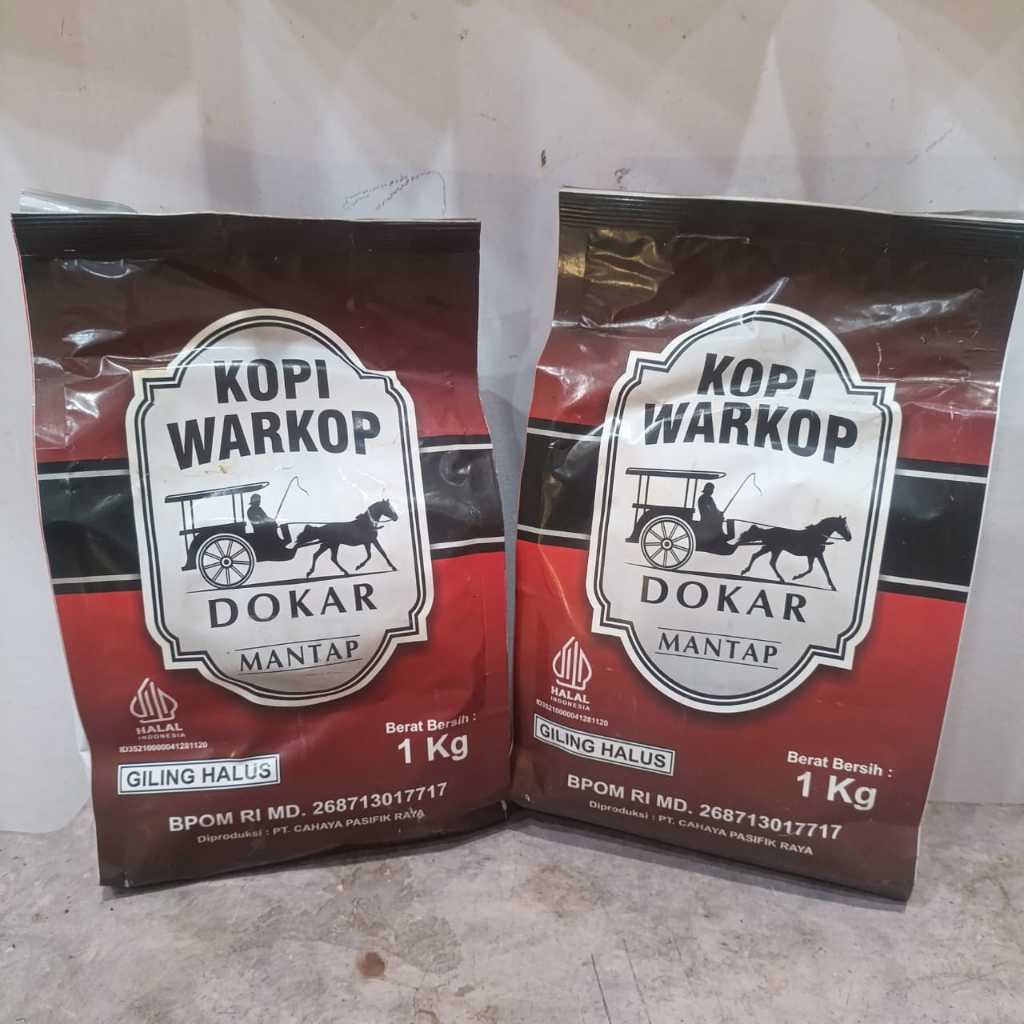 KOPI
WARKOP
DOKAR
MANTAP
HALAL
INDONESIA
ID35210000041281120
GILING HALUS
Berat Bersih :
1 Kg
BPOM RI MD. 268713017717
Diproduksi : PT. CAHAYA PASIFIK RAYA
KOPI
WARKOP
DOKAR
MANTAP
HALAL
INDONESIA
ID35210000041281120
GILING HALUS
Berat Bersih :
1 Kg
BPOM RI MD. 268713017717
Diproduksi : PT. CAHAYA PASIFIK RAYA